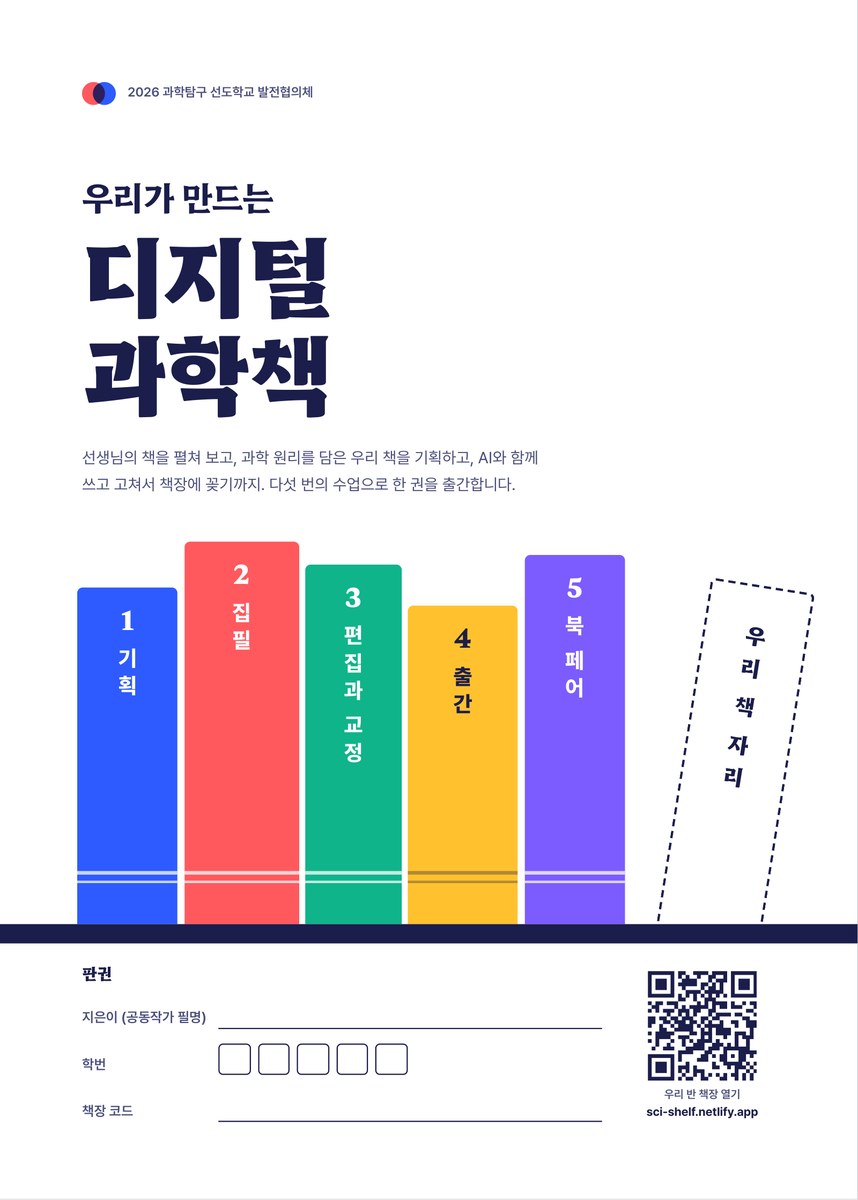 2026 과학탐구 선도학교 발전협의체
우리가 만드는
디지털
과학책
선생님의 책을 펼쳐 보고, 과학 원리를 담은 우리 책을 기획하고, AI와 함께
쓰고 고쳐서 책장에 꽂기까지. 다섯 번의 수업으로 한 권을 출간합니다.
1 기획
2 집필
3 편집과 교정
4 출간
5 북 페어
우리 책 자리
판권
지은이 (공동작가 필명)
학번
책장 코드
우리 반 책장 열기
sci-shelf.netlify.app